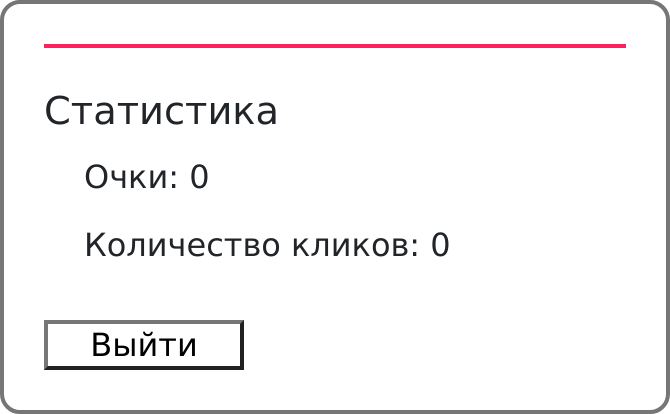 Статистика
Очки: 0
Количество кликов: 0
Выйти